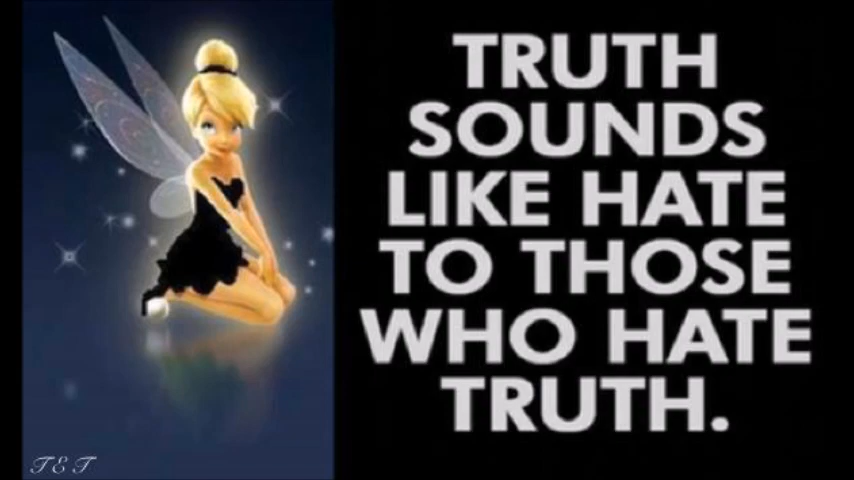 TRUTH
SOUNDS
LIKE HATE
TO THOSE
WHO HATE
TRUTH.
T E T